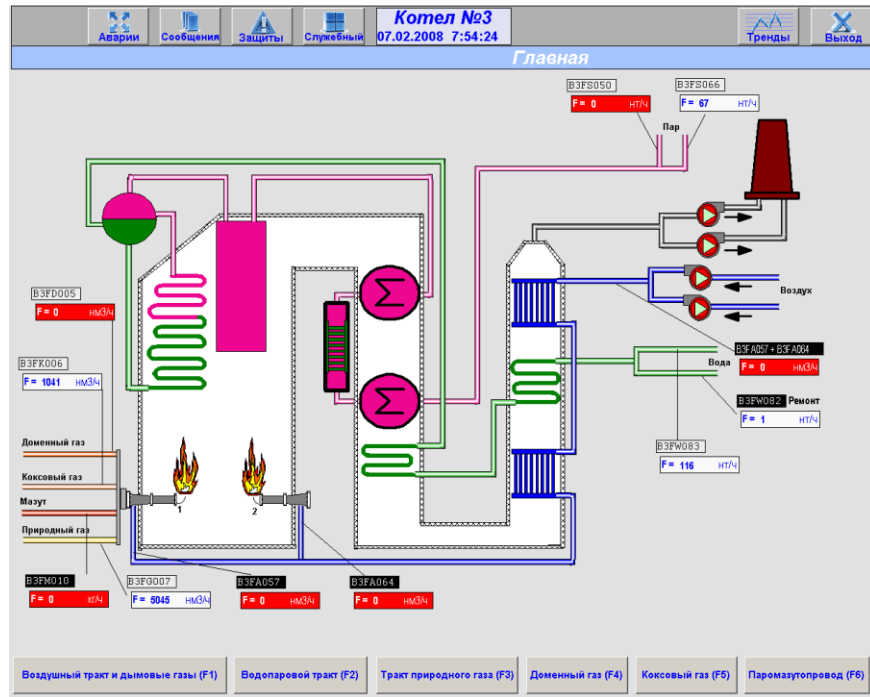 Аварии
Сообщения
Защиты
Служебный
Котел №3
07.02.2008 7:54:24
Тренды
Выход
Главная
B3FS050
F = 0 нт/ч
B3FS066
F = 67 нт/ч
Пар
B3FD005
F = 0 нм3/ч
B3FK006
F = 1041 нм3/ч
Воздух
B3FA057 + B3FA064
F = 0 нм3/ч
Вода
B3FW082 Ремонт
F = 1 нт/ч
B3FW083
F = 116 нт/ч
Доменный газ
Коксовый газ
Мазут
Природный газ
1
2
B3FM010
F = 0 кг/ч
B3FG007
F = 5045 нм3/ч
B3FA057
F = 0 нм3/ч
B3FA064
F = 0 нм3/ч
Воздушный тракт и дымовые газы (F1)
Водопаровой тракт (F2)
Тракт природного газа (F3)
Доменный газ (F4)
Коксовый газ (F5)
Паромазутопровод (F6)